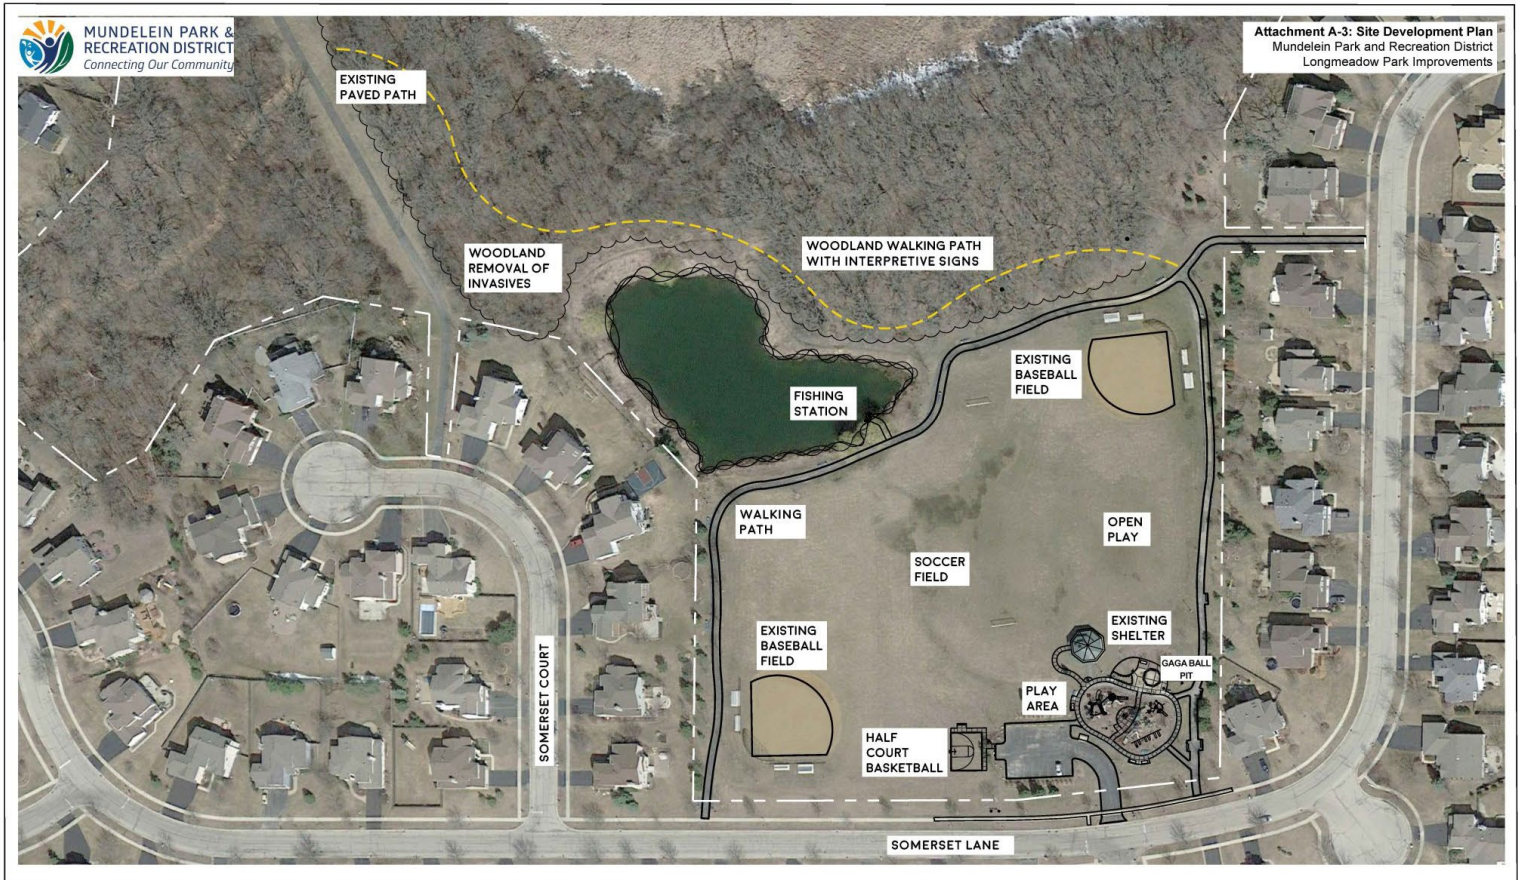 MUNDELEIN PARK &
RECREATION DISTRICT
Connecting Our Community
Attachment A-3: Site Development Plan
Mundelein Park and Recreation District
Longmeadow Park Improvements
EXISTING
PAVED PATH
WOODLAND
REMOVAL OF
INVASIVES
WOODLAND WALKING PATH
WITH INTERPRETIVE SIGNS
EXISTING
BASEBALL
FIELD
FISHING
STATION
WALKING
PATH
OPEN
PLAY
SOCCER
FIELD
EXISTING
SHELTER
EXISTING
BASEBALL
FIELD
GAGA BALL
PIT
PLAY
AREA
HALF
COURT
BASKETBALL
SOMERSET COURT
SOMERSET LANE